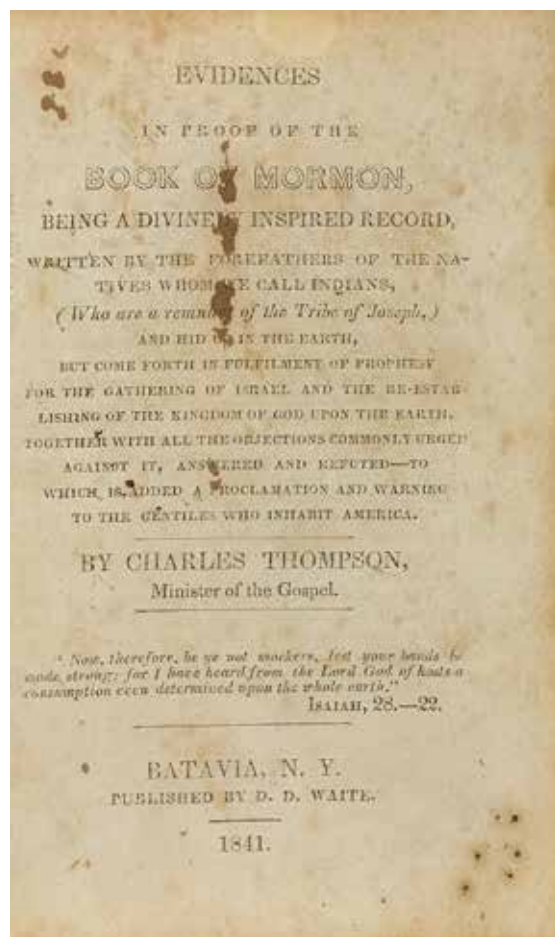 EVIDENCES
IN PROOF OF THE
BOOK OF MORMON,
BEING A DIVINELY INSPIRED RECORD,
WRITTEN BY THE FOREFATHERS OF THE NA-
TIVES WHOM WE CALL INDIANS,
(Who are a remnant of the Tribe of Joseph,)
AND HID UP IN THE EARTH,
BUT COME FORTH IN FULFILMENT OF PROPHESY
FOR THE GATHERING OF ISRAEL AND THE RE-ESTAB-
LISHING OF THE KINGDOM OF GOD UPON THE EARTH.
TOGETHER WITH ALL THE OBJECTIONS COMMONLY URGED
AGAINST IT, ANSWERED AND REFUTED—TO
WHICH IS ADDED A PROCLAMATION AND WARNING
TO THE GENTILES WHO INHABIT AMERICA.
BY CHARLES THOMPSON,
Minister of the Gospel.
" Now, therefore, be ye not mockers, lest your bands be
made strong; for I have heard from the Lord God of hosts a
consumption even determined upon the whole earth."
ISAIAH, 28.—22.
BATAVIA, N. Y.
PUBLISHED BY D. D. WAITE.
1841.